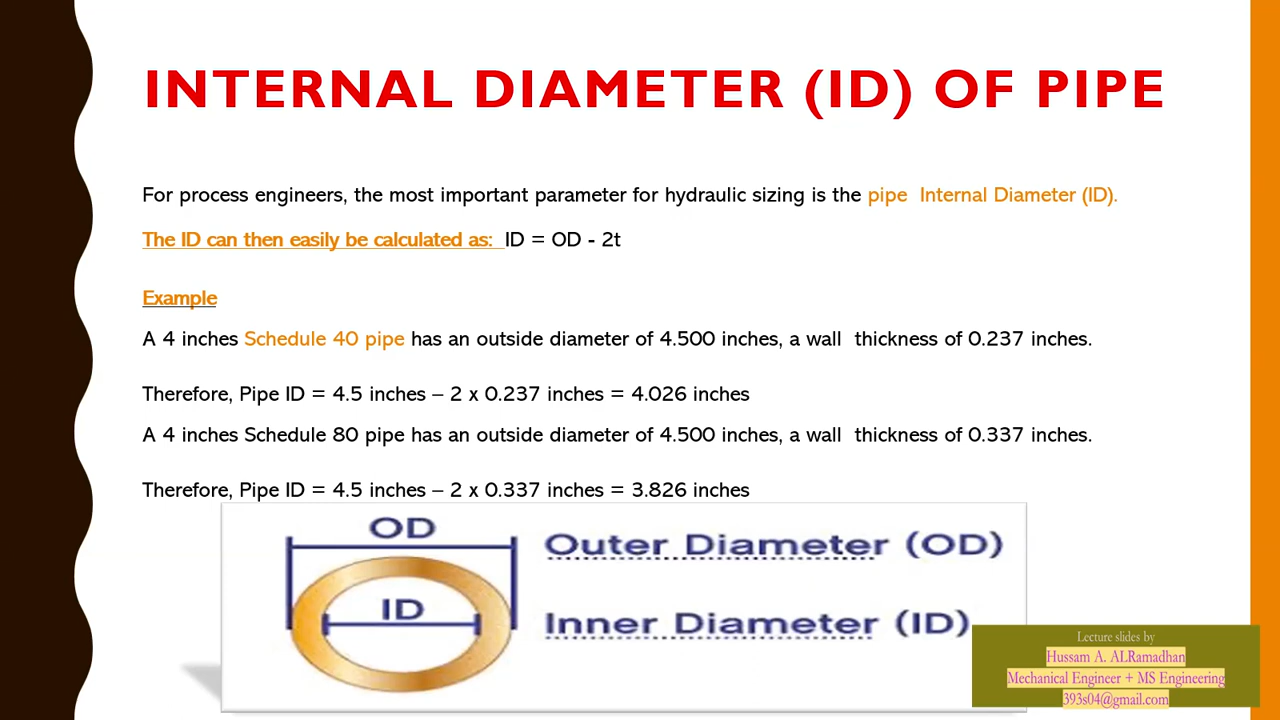 INTERNAL DIAMETER (ID) OF PIPE
For process engineers, the most important parameter for hydraulic sizing is the pipe Internal Diameter (ID).
The ID can then easily be calculated as: ID = OD - 2t
Example
A 4 inches Schedule 40 pipe has an outside diameter of 4.500 inches, a wall thickness of 0.237 inches.
Therefore, Pipe ID = 4.5 inches – 2 x 0.237 inches = 4.026 inches
A 4 inches Schedule 80 pipe has an outside diameter of 4.500 inches, a wall thickness of 0.337 inches.
Therefore, Pipe ID = 4.5 inches – 2 x 0.337 inches = 3.826 inches
OD
Outer Diameter (OD)
ID
Inner Diameter (ID)
Lecture slides by
Hussam A. ALRamadhan
Mechanical Engineer + MS Engineering
393s04@gmail.com